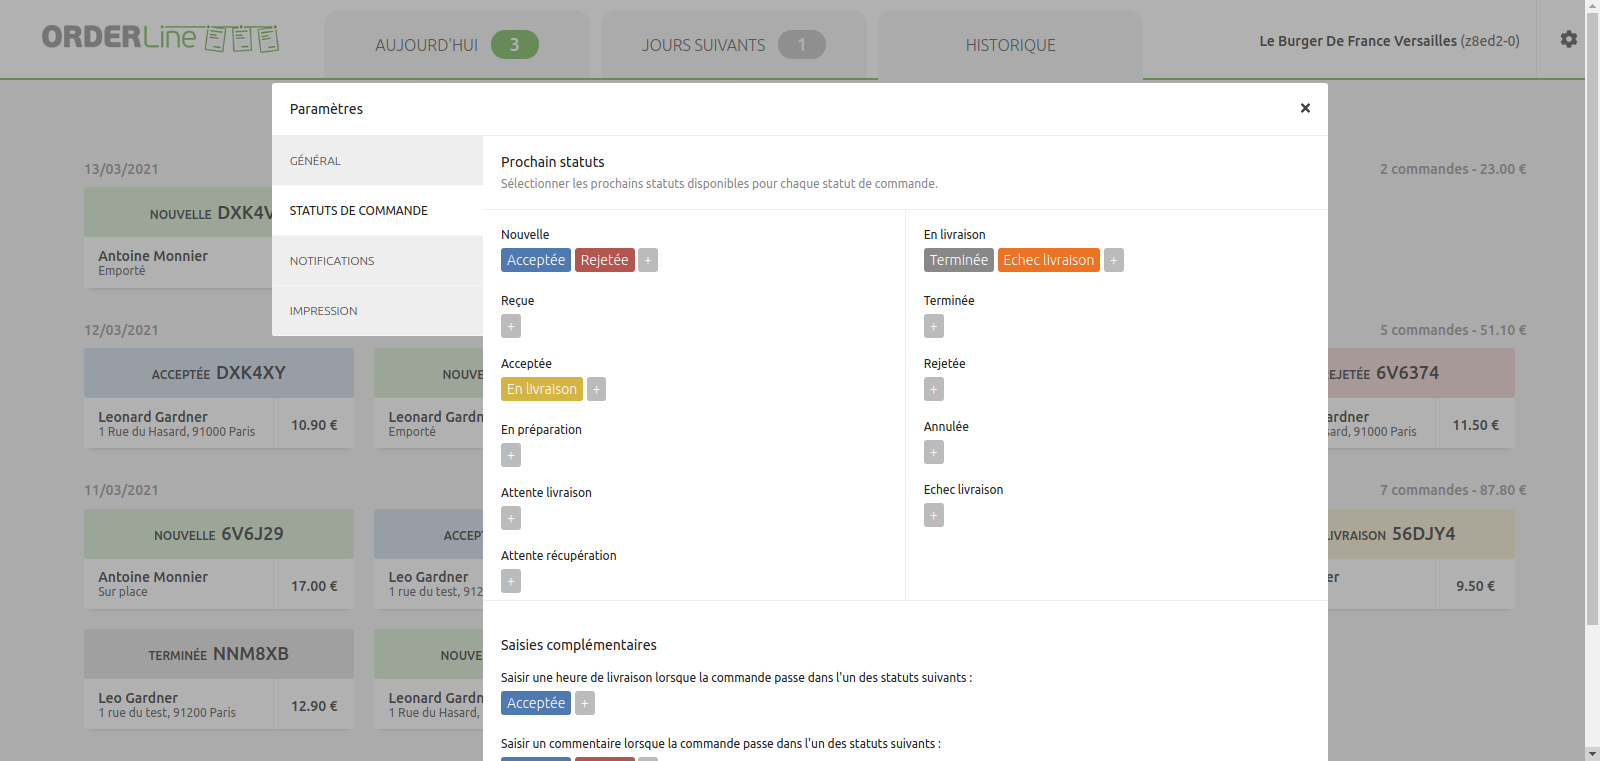 ORDERLine
AUJOURD'HUI 3
JOURS SUIVANTS 1
HISTORIQUE
Le Burger De France Versailles (z8ed2-0)
Paramètres
×
GÉNÉRAL
STATUTS DE COMMANDE
NOTIFICATIONS
IMPRESSION
Prochain statuts
Sélectionner les prochains statuts disponibles pour chaque statut de commande.
Nouvelle
Acceptée Rejetée +
Reçue
+
Acceptée
En livraison +
En préparation
+
Attente livraison
+
Attente récupération
+
En livraison
Terminée Echec livraison +
Terminée
+
Rejetée
+
Annulée
+
Echec livraison
+
Saisies complémentaires
Saisir une heure de livraison lorsque la commande passe dans l'un des statuts suivants :
Acceptée +
Saisir un commentaire lorsque la commande passe dans l'un des statuts suivants :
13/03/2021
2 commandes - 23.00 €
NOUVELLE DXK4V
Antoine Monnier
Emporté
12/03/2021
5 commandes - 51.10 €
ACCEPTÉE DXK4XY
Leonard Gardner
1 Rue du Hasard, 91000 Paris
10.90 €
NOUVE
Leonard Gardn
Emporté
EJETÉE 6V6374
ardner
sard, 91000 Paris
11.50 €
11/03/2021
7 commandes - 87.80 €
NOUVELLE 6V6J29
Antoine Monnier
Sur place
17.00 €
ACCEP
Leo Gardner
1 rue du test, 912
LIVRAISON 56DJY4
er
9.50 €
TERMINÉE NNM8XB
Leo Gardner
1 rue du test, 91200 Paris
12.90 €
NOUVE
Leonard Gardn
1 Rue du Hasard,